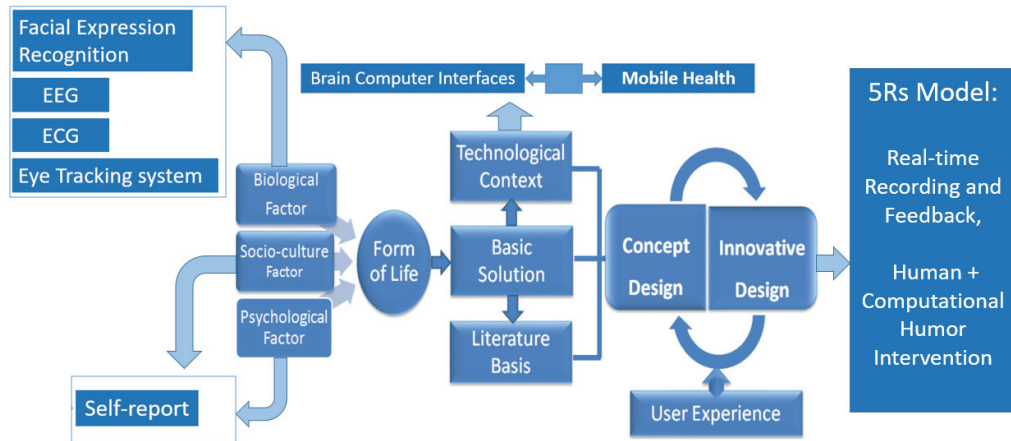 Facial Expression
Recognition
EEG
ECG
Eye Tracking system
Biological
Factor
Socio-culture
Factor
Psychological
Factor
Self-report
Form
of Life
Brain Computer Interfaces
Mobile Health
Technological
Context
Basic
Solution
Literature
Basis
Concept
Design
Innovative
Design
User Experience
5Rs Model:
Real-time
Recording and
Feedback,
Human +
Computational
Humor
Intervention